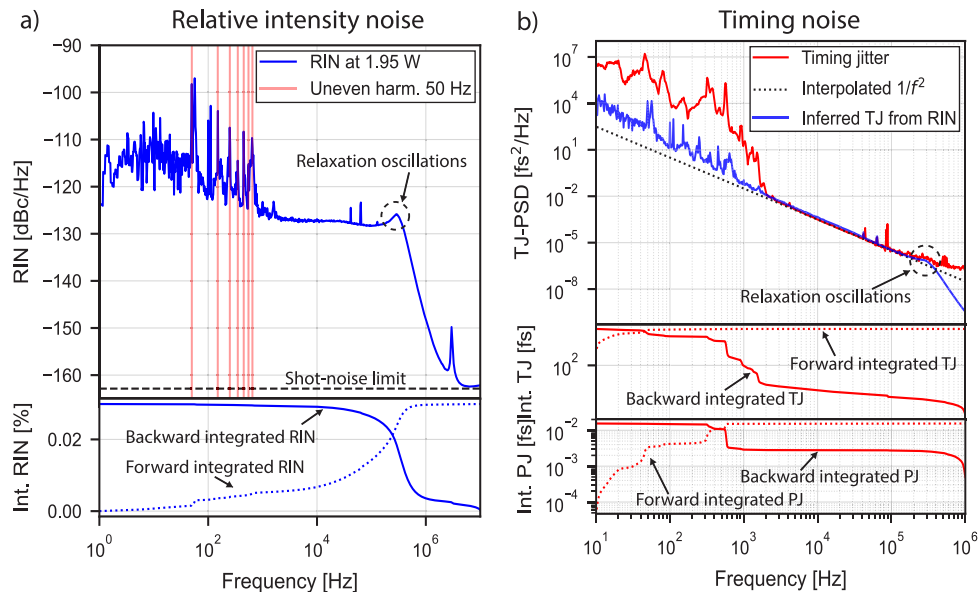 a)
Relative intensity noise
−90
−100
−110
−120
−130
−140
−150
−160
RIN [dBc/Hz]
RIN at 1.95 W
Uneven harm. 50 Hz
Relaxation oscillations
Shot-noise limit
0.02
0.00
Int. RIN [%]
Backward integrated RIN
Forward integrated RIN
10^0
10^2
10^4
10^6
Frequency [Hz]
b)
Timing noise
10^7
10^4
10^1
10^−2
10^−5
10^−8
TJ-PSD [fs^2/Hz]
Timing jitter
Interpolated 1/f^2
Inferred TJ from RIN
Relaxation oscillations
10^2
Int. TJ [fs]
Forward integrated TJ
Backward integrated TJ
10^−2
10^−3
10^−4
Int. PJ [fs]
Backward integrated PJ
Forward integrated PJ
10^1
10^2
10^3
10^4
10^5
10^6
Frequency [Hz]